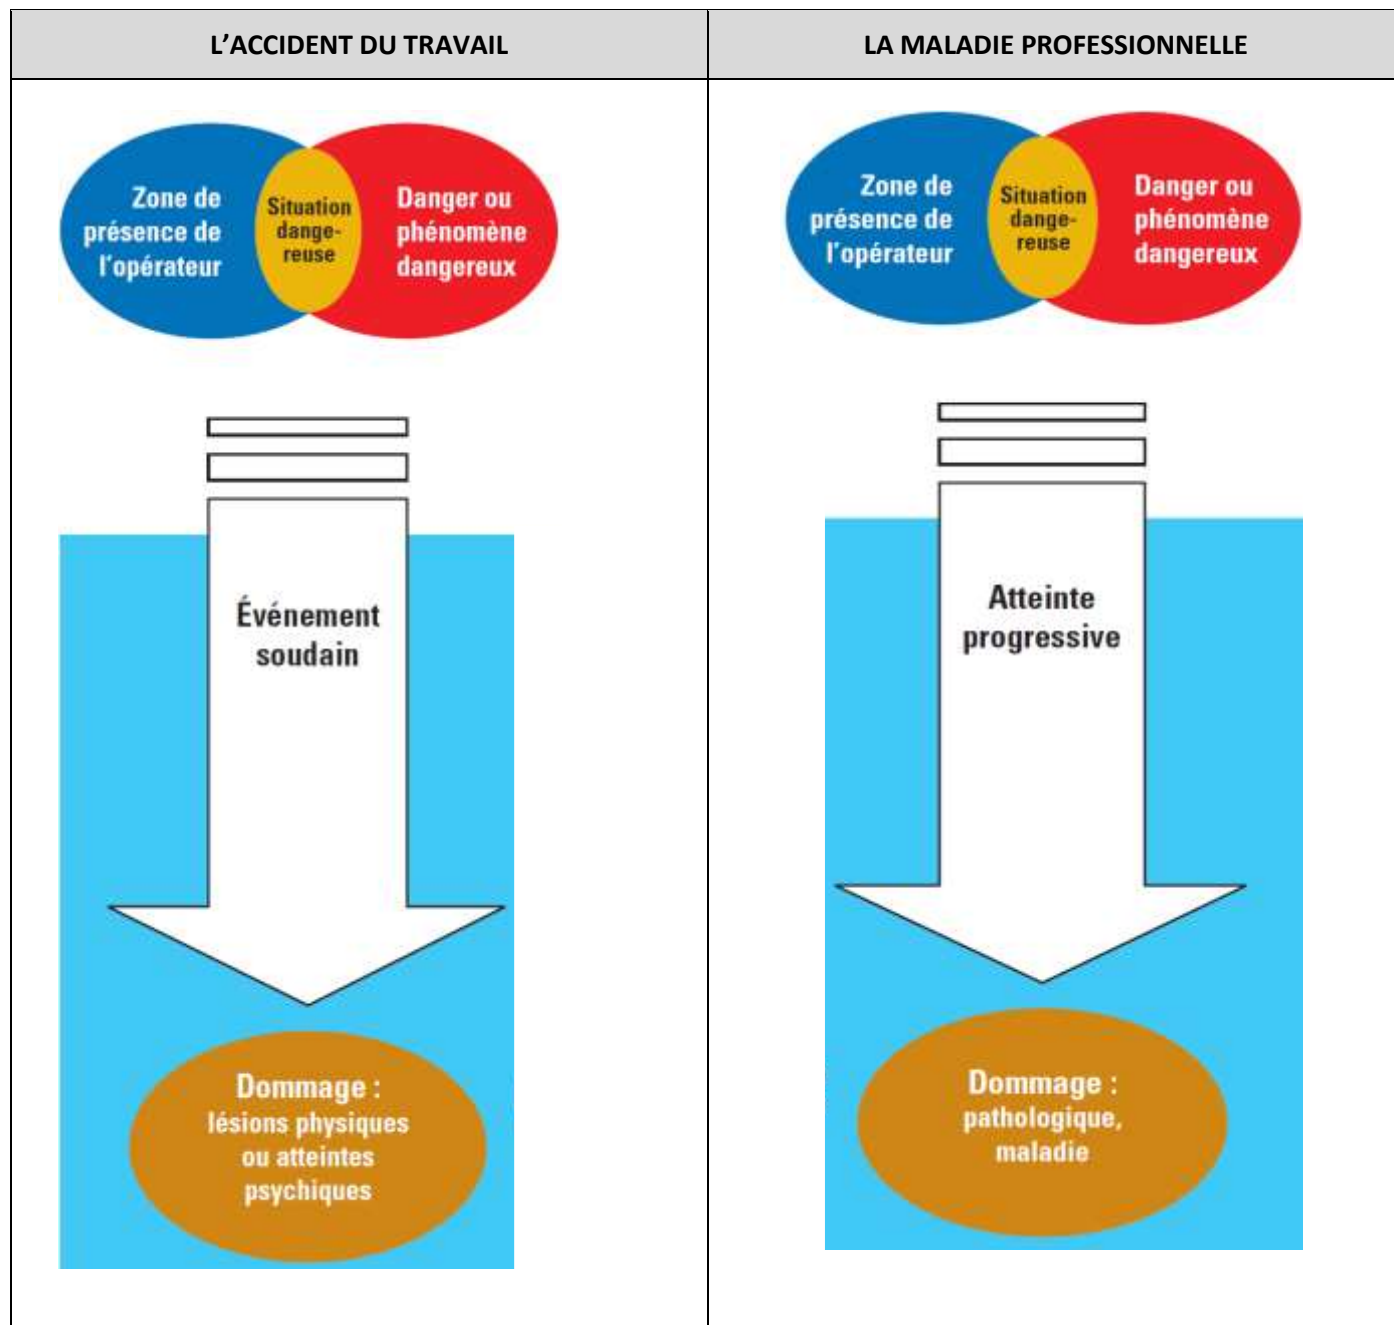 L’ACCIDENT DU TRAVAIL
LA MALADIE PROFESSIONNELLE
Zone de
présence de
l'opérateur
Situation
dange-
reuse
Danger ou
phénomène
dangereux
Événement
soudain
Dommage :
lésions physiques
ou atteintes
psychiques
Zone de
présence de
l'opérateur
Situation
dange-
reuse
Danger ou
phénomène
dangereux
Atteinte
progressive
Dommage :
pathologique,
maladie